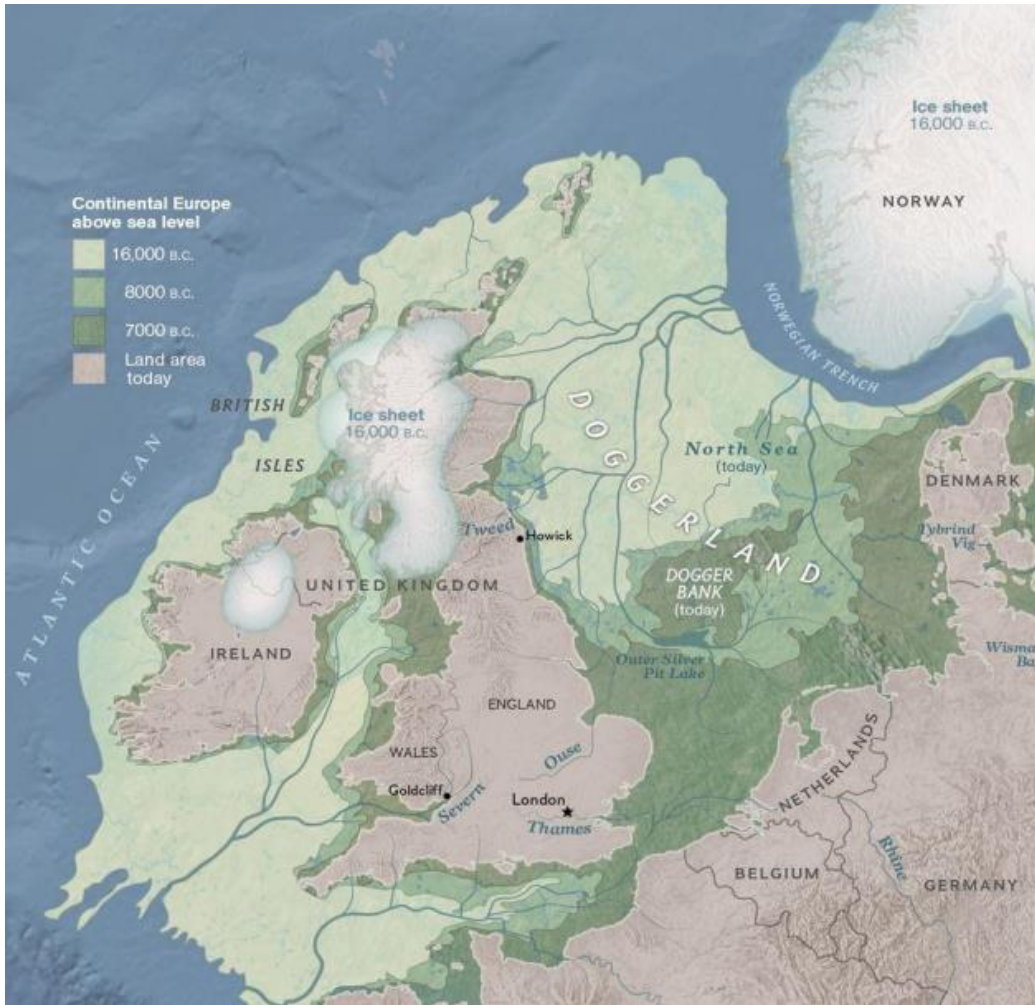 Ice sheet
16,000 B.C.
NORWAY
Continental Europe
above sea level
16,000 B.C.
8000 B.C.
7000 B.C.
Land area
today
NORWEGIAN TRENCH
BRITISH
ISLES
Ice sheet
16,000 B.C.
DOGGERLAND
North Sea
(today)
DENMARK
ATLANTIC OCEAN
Tweed
Howick
Tybrind
Vig
UNITED KINGDOM
DOGGER
BANK
(today)
IRELAND
Outer Silver
Pit Lake
Wisma
Ba
ENGLAND
WALES
Ouse
NETHERLANDS
Goldcliff
Severn
London
Thames
BELGIUM
Rhine
GERMANY